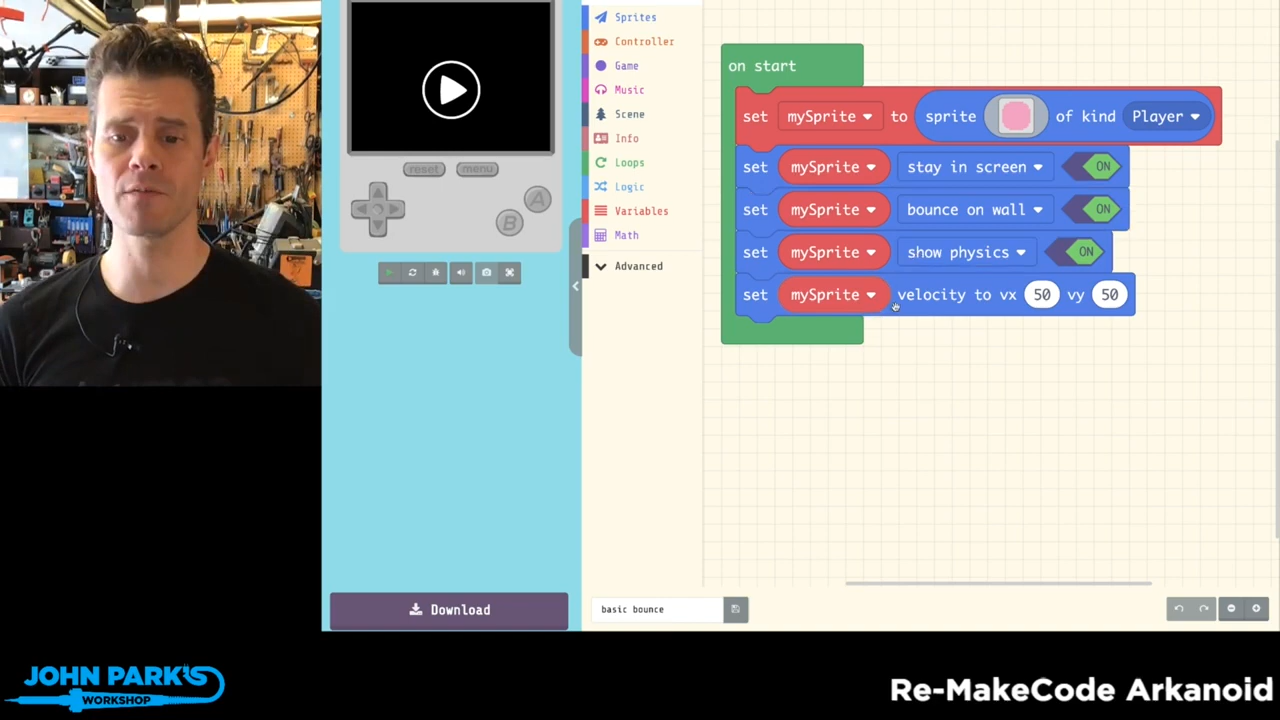 reset
menu
A
B
Download
Sprites
Controller
Game
Music
Scene
Info
Loops
Logic
Variables
Math
Advanced
on start
set mySprite to sprite of kind Player
set mySprite stay in screen ON
set mySprite bounce on wall ON
set mySprite show physics ON
set mySprite velocity to vx 50 vy 50
basic bounce
JOHN PARK'S
WORKSHOP
Re-MakeCode Arkanoid